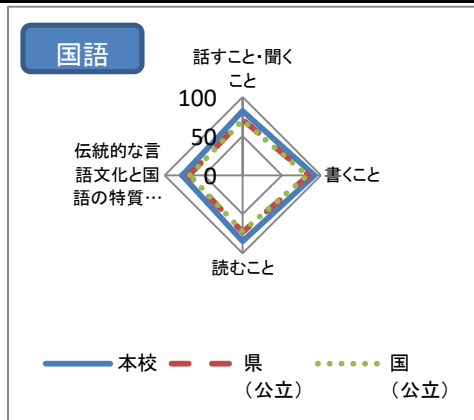 国語
話すこと・聞く
こと
100
50
0
伝統的な言
語文化と国
語の特質…
書くこと
読むこと
本校
県
（公立）
国
（公立）